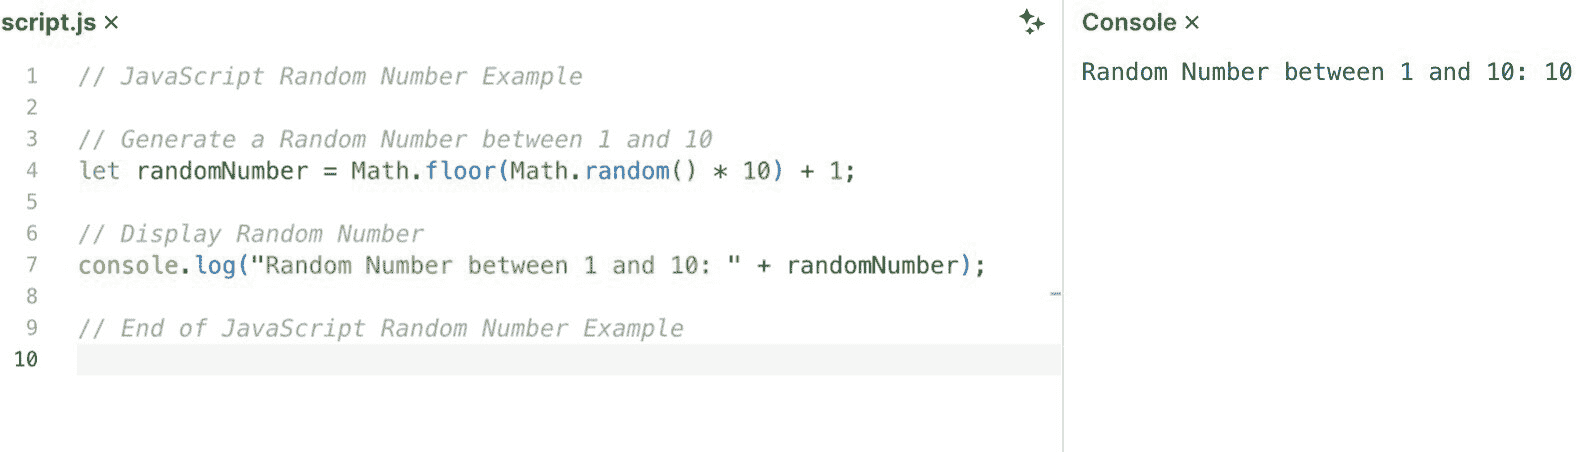 script.js ×
1 // JavaScript Random Number Example
2
3 // Generate a Random Number between 1 and 10
4 let randomNumber = Math.floor(Math.random() * 10) + 1;
5
6 // Display Random Number
7 console.log("Random Number between 1 and 10: " + randomNumber);
8
9 // End of JavaScript Random Number Example
10
Console ×
Random Number between 1 and 10: 10